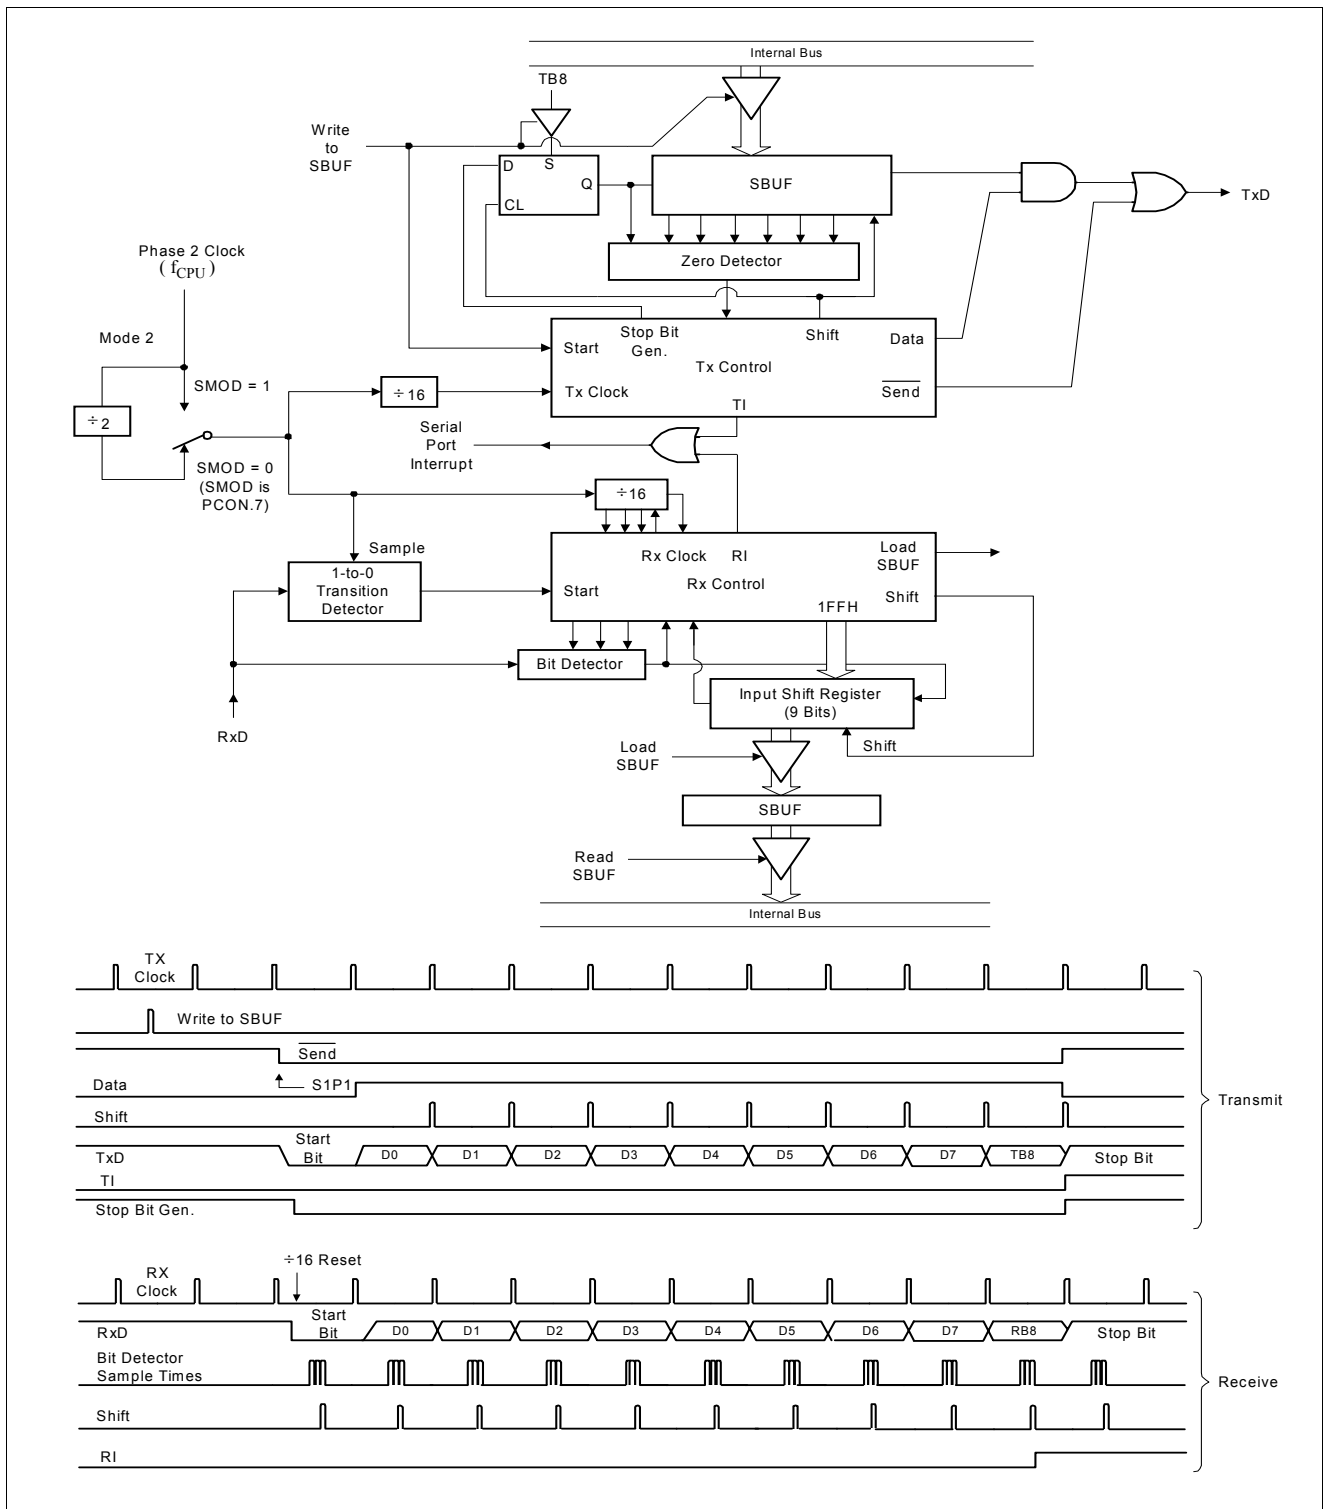 Internal Bus
TB8
Write
to
SBUF
D
S
Q
CL
SBUF
TxD
Zero Detector
Phase 2 Clock
( fCPU )
Mode 2
SMOD = 1
÷2
SMOD = 0
(SMOD is
PCON.7)
÷16
Start
Stop Bit
Gen.
Shift
Data
Tx Control
Tx Clock
Send
TI
Serial
Port
Interrupt
÷16
Sample
1-to-0
Transition
Detector
Rx Clock
RI
Load
SBUF
Start
Rx Control
Shift
1FFH
Bit Detector
Input Shift Register
(9 Bits)
RxD
Load
SBUF
Shift
SBUF
Read
SBUF
Internal Bus
TX
Clock
Write to SBUF
Send
Data
S1P1
Shift
Transmit
TxD
Start
Bit
D0
D1
D2
D3
D4
D5
D6
D7
TB8
Stop Bit
TI
Stop Bit Gen.
÷16 Reset
RX
Clock
RxD
Start
Bit
D0
D1
D2
D3
D4
D5
D6
D7
RB8
Stop Bit
Bit Detector
Sample Times
Receive
Shift
RI